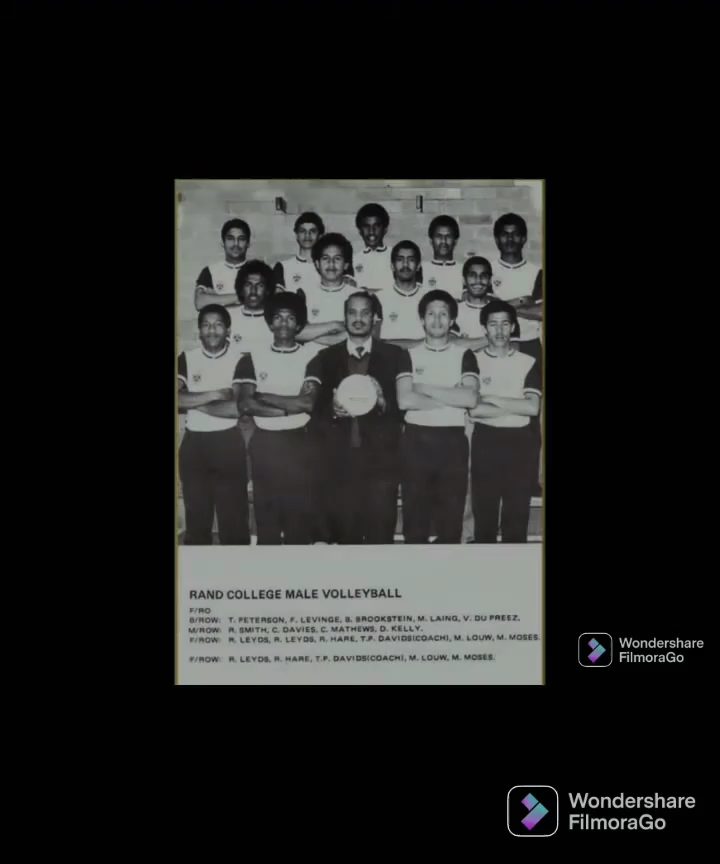 RAND COLLEGE MALE VOLLEYBALL
F/RO
B/ROW: T. PETERSON, F. LEVINGE, B. BROOKSTEIN, M. LAING, V. DU PREEZ.
M/ROW: R. SMITH, C. DAVIES, C. MATHEWS, D. KELLY.
F/ROW: R. LEYDS, R. LEYDS, R. HARE, T.F. DAVIDS(COACH), M. LOUW, M. MOSES.
F/ROW: R. LEYDS, R. HARE, T.F. DAVIDS(COACH), M. LOUW, M. MOSES.
Wondershare
FilmoraGo
Wondershare
FilmoraGo